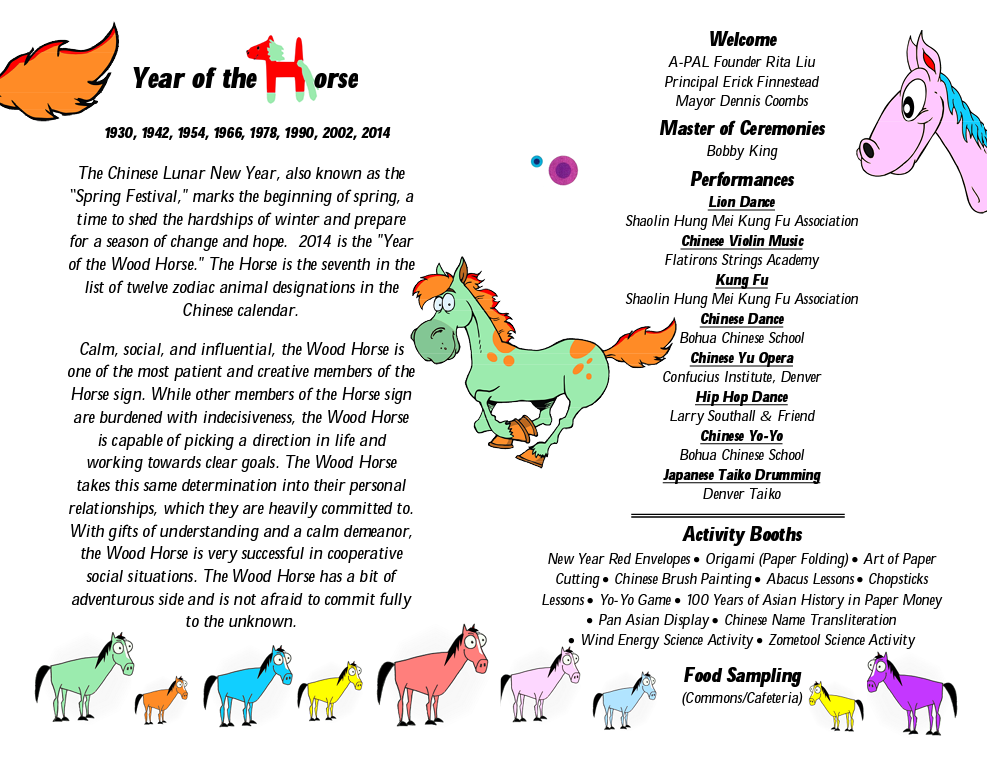 Year of the Horse
1930, 1942, 1954, 1966, 1978, 1990, 2002, 2014
The Chinese Lunar New Year, also known as the
"Spring Festival," marks the beginning of spring, a
time to shed the hardships of winter and prepare
for a season of change and hope.  2014 is the "Year
of the Wood Horse." The Horse is the seventh in the
list of twelve zodiac animal designations in the
Chinese calendar.
Calm, social, and influential, the Wood Horse is
one of the most patient and creative members of the
Horse sign. While other members of the Horse sign
are burdened with indecisiveness, the Wood Horse
is capable of picking a direction in life and
working towards clear goals. The Wood Horse
takes this same determination into their personal
relationships, which they are heavily committed to.
With gifts of understanding and a calm demeanor,
the Wood Horse is very successful in cooperative
social situations. The Wood Horse has a bit of
adventurous side and is not afraid to commit fully
to the unknown.
Welcome
A-PAL Founder Rita Liu
Principal Erick Finnestead
Mayor Dennis Coombs
Master of Ceremonies
Bobby King
Performances
Lion Dance
Shaolin Hung Mei Kung Fu Association
Chinese Violin Music
Flatirons Strings Academy
Kung Fu
Shaolin Hung Mei Kung Fu Association
Chinese Dance
Bohua Chinese School
Chinese Yu Opera
Confucius Institute, Denver
Hip Hop Dance
Larry Southall & Friend
Chinese Yo-Yo
Bohua Chinese School
Japanese Taiko Drumming
Denver Taiko
Activity Booths
New Year Red Envelopes • Origami (Paper Folding) • Art of Paper
Cutting • Chinese Brush Painting • Abacus Lessons • Chopsticks
Lessons • Yo-Yo Game • 100 Years of Asian History in Paper Money
• Pan Asian Display • Chinese Name Transliteration
• Wind Energy Science Activity • Zometool Science Activity
Food Sampling
(Commons/Cafeteria)